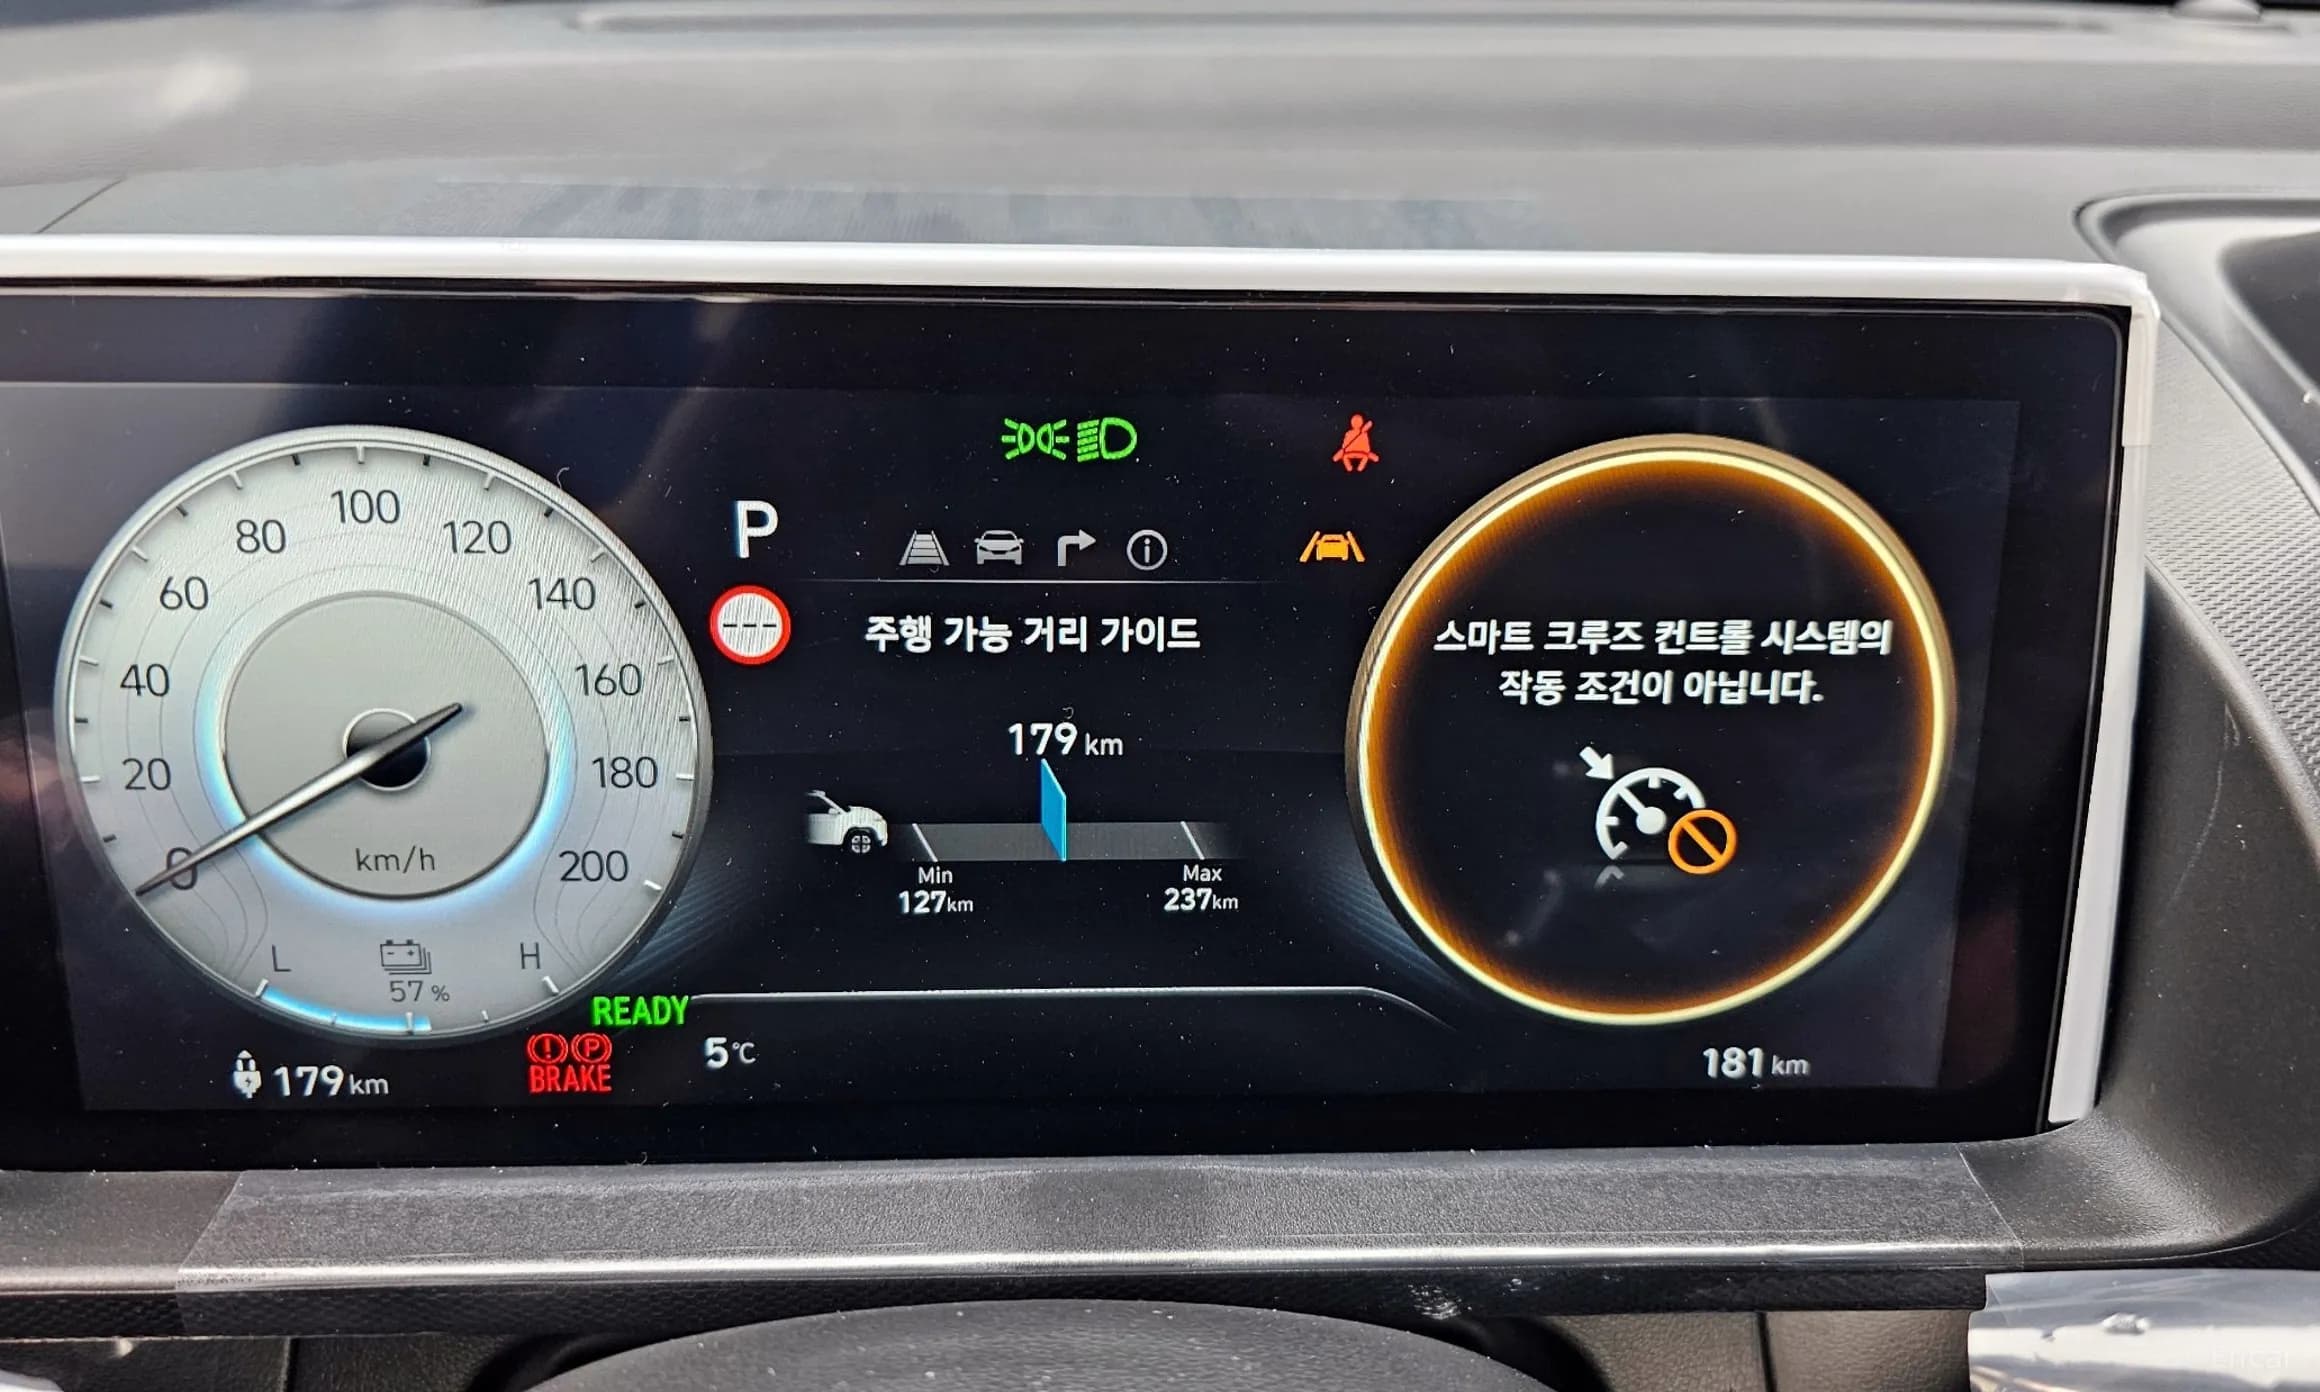 P
---
0
20
40
60
80
100
120
140
160
180
200
km/h
L
H
57 %
179 km
READY
BRAKE
5℃
주행 가능 거리 가이드
179 km
Min
127km
Max
237km
스마트 크루즈 컨트롤 시스템의
작동 조건이 아닙니다.
181 km